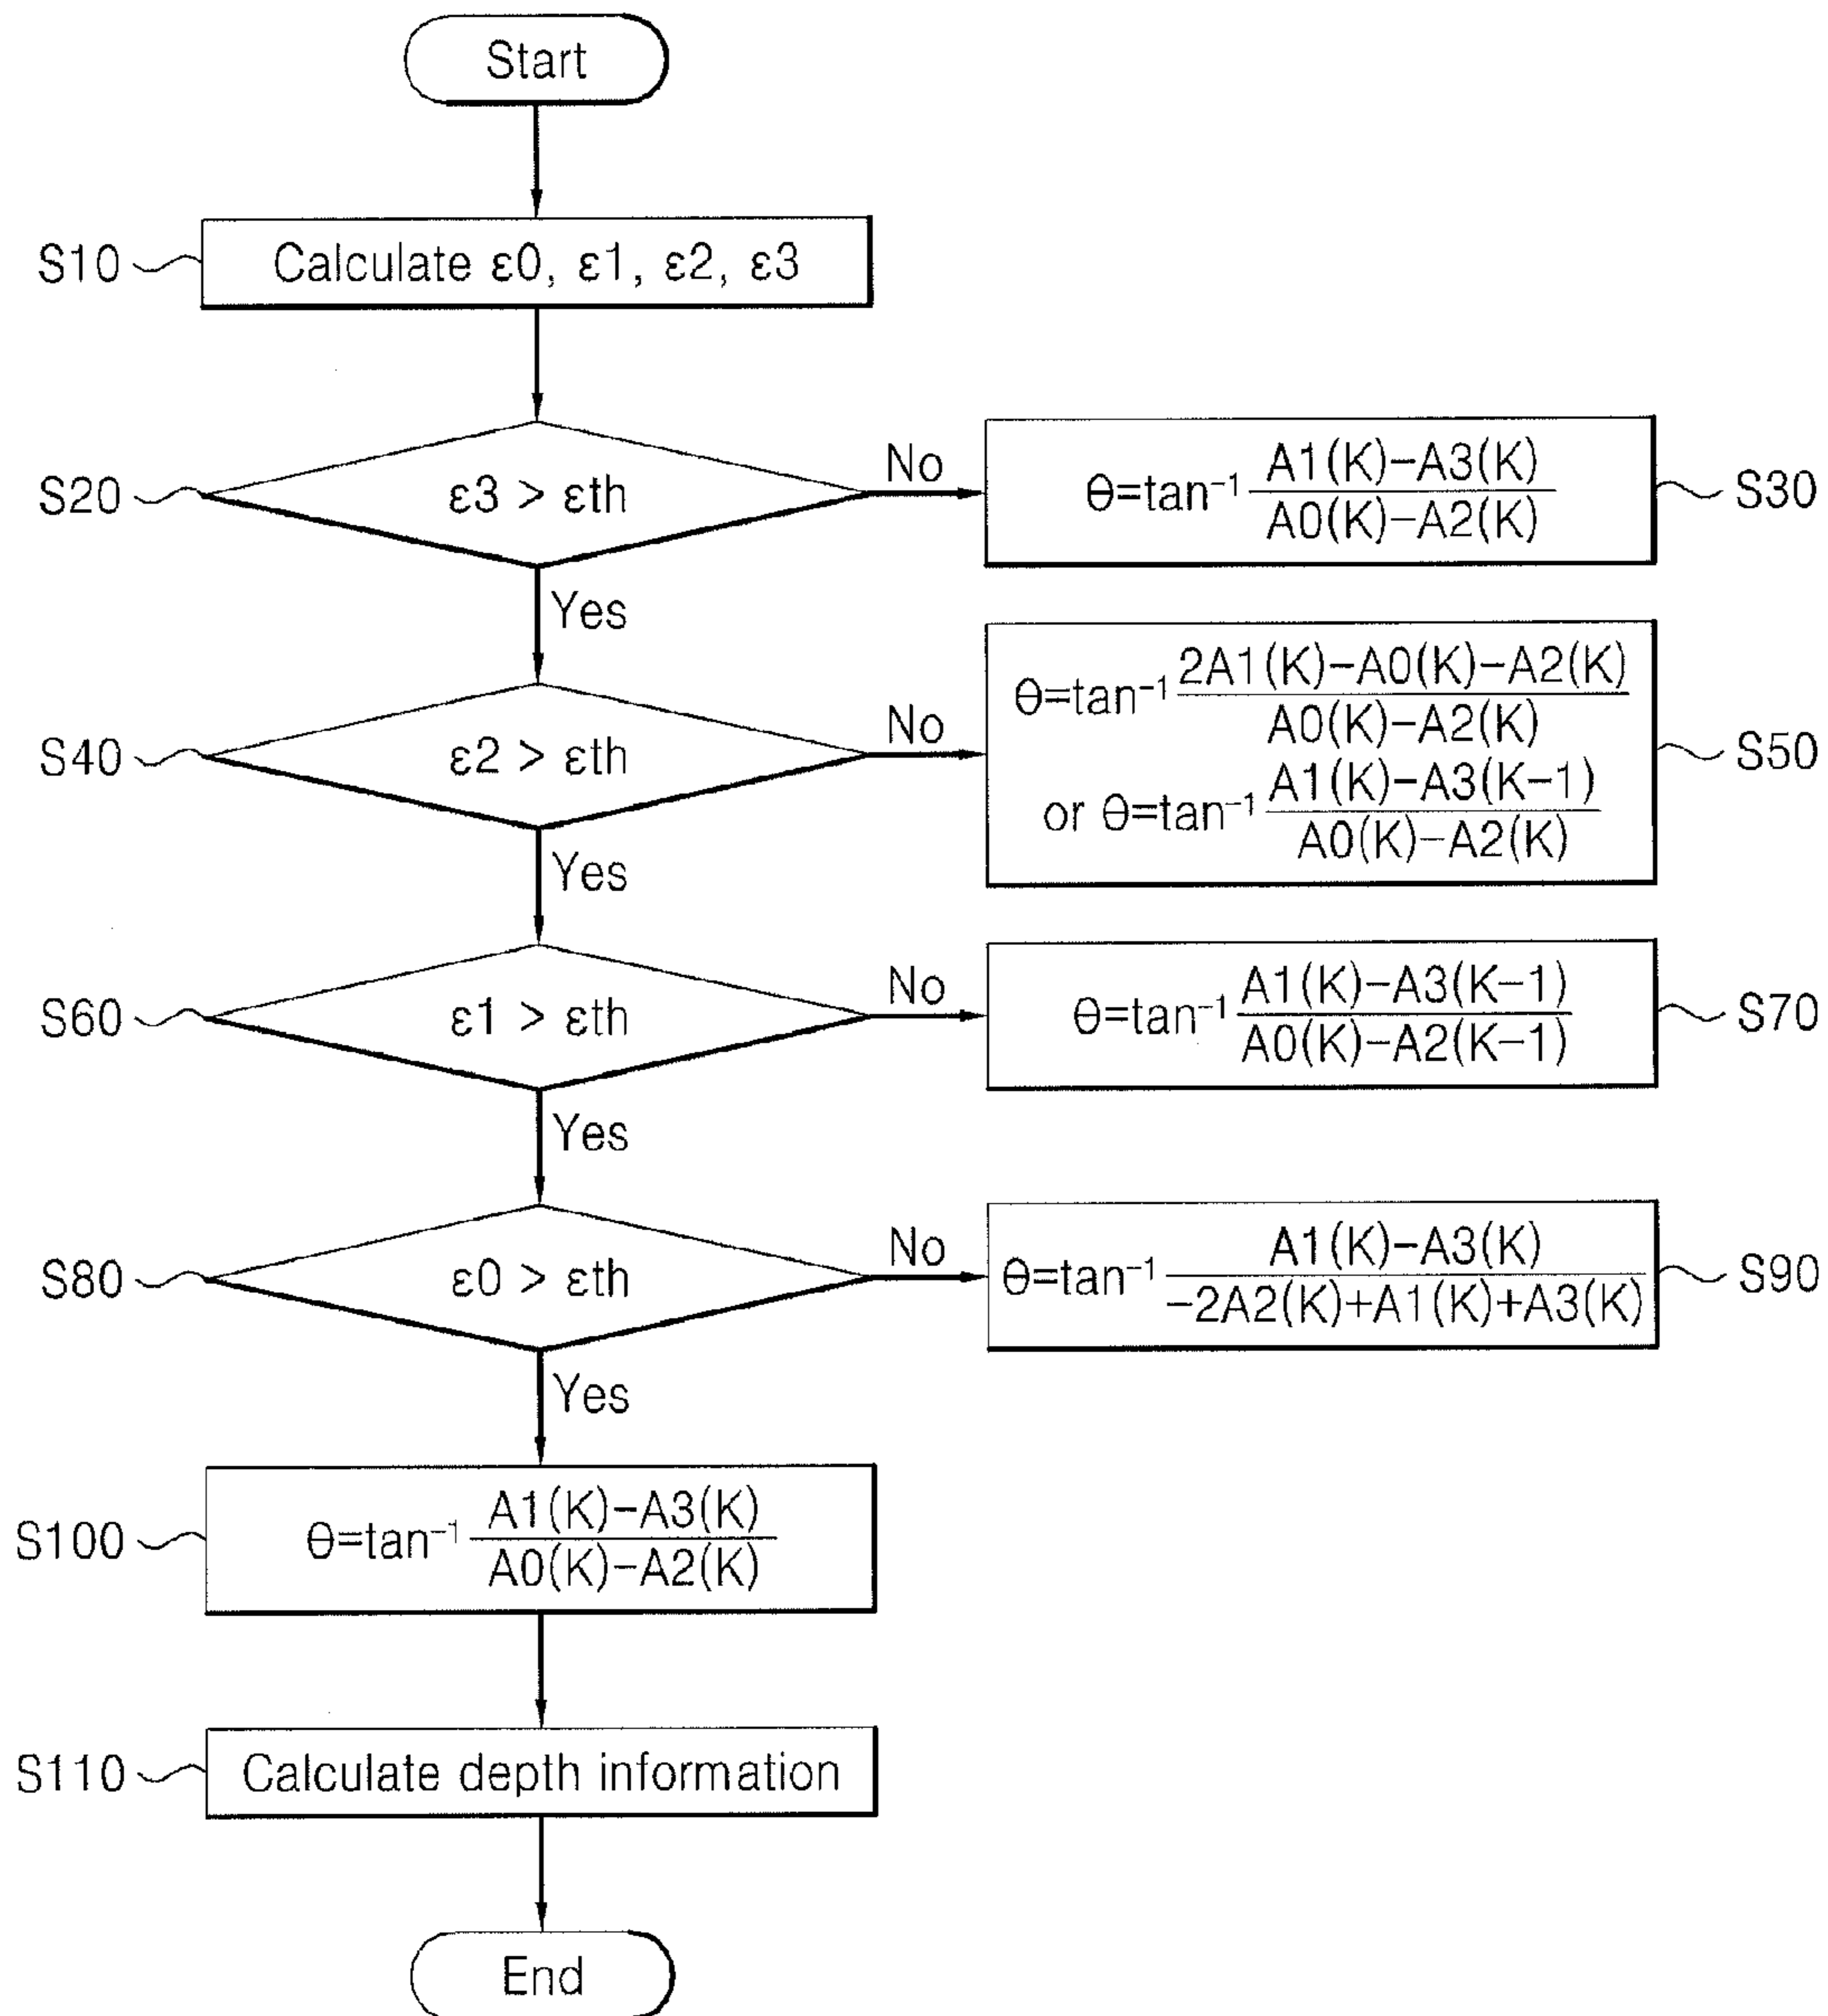 Start
S10
Calculate ε0, ε1, ε2, ε3
S20
ε3 > εth
No
θ=tan⁻¹ A1(K)−A3(K) / A0(K)−A2(K)
S30
Yes
S40
ε2 > εth
No
θ=tan⁻¹ 2A1(K)−A0(K)−A2(K) / A0(K)−A2(K)
or θ=tan⁻¹ A1(K)−A3(K−1) / A0(K)−A2(K)
S50
Yes
S60
ε1 > εth
No
θ=tan⁻¹ A1(K)−A3(K−1) / A0(K)−A2(K−1)
S70
Yes
S80
ε0 > εth
No
θ=tan⁻¹ A1(K)−A3(K) / −2A2(K)+A1(K)+A3(K)
S90
Yes
S100
θ=tan⁻¹ A1(K)−A3(K) / A0(K)−A2(K)
S110
Calculate depth information
End